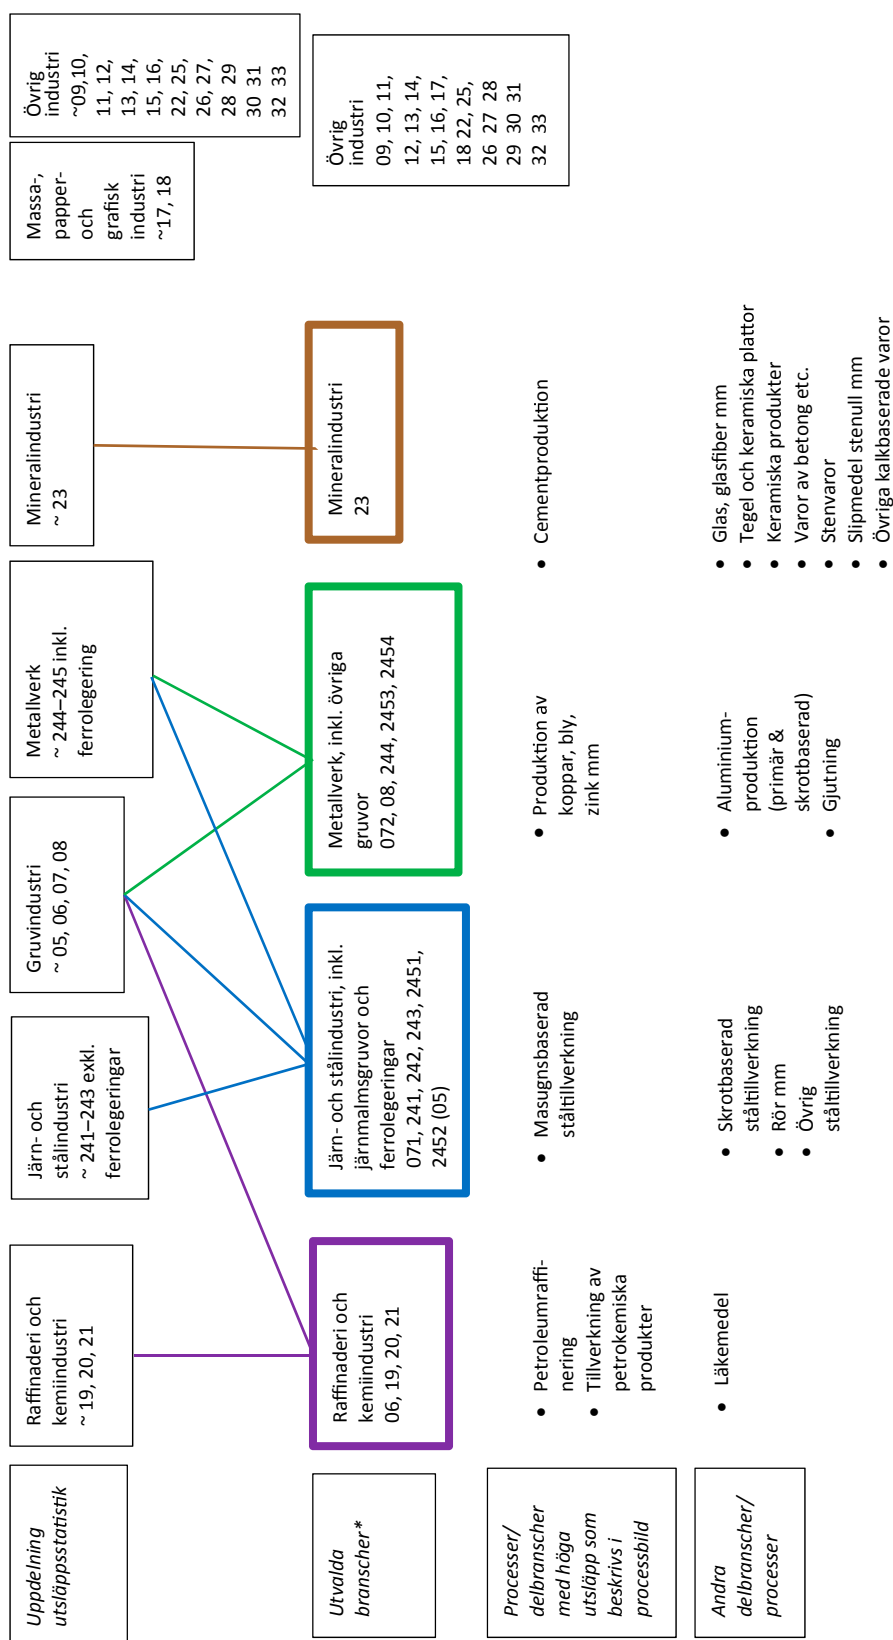 Uppdelning
utsläppsstatistik
Raffinaderi och
kemiindustri
~ 19, 20, 21
Järn- och
stålindustri
~ 241–243 exkl.
ferrolegeringar
Gruvindustri
~ 05, 06, 07, 08
Metallverk
~ 244–245 inkl.
ferrolegering
Mineralindustri
~ 23
Massa-,
papper-
och
grafisk
industri
~17, 18
Övrig
industri
~09,10,
11, 12,
13, 14,
15, 16,
22, 25,
26, 27,
28 29
30 31
32 33
Utvalda
branscher*
Raffinaderi och
kemiindustri
06, 19, 20, 21
Järn- och stålindustri, inkl.
järnmalmsgruvor och
ferrolegeringar
071, 241, 242, 243, 2451,
2452 (05)
Metallverk, inkl. övriga
gruvor
072, 08, 244, 2453, 2454
Mineralindustri
23
Övrig
industri
09, 10, 11,
12, 13, 14,
15, 16, 17,
18 22, 25,
26 27 28
29 30 31
32 33
Processer/
delbranscher
med höga
utsläpp som
beskrivs i
processbild
• Petroleumraffi-
nering
• Tillverkning av
petrokemiska
produkter
• Masugnsbaserad
ståltillverkning
• Produktion av
koppar, bly,
zink mm
• Cementproduktion
Andra
delbranscher/
processer
• Läkemedel
• Skrotbaserad
ståltillverkning
• Rör mm
• Övrig
ståltillverkning
• Aluminium-
produktion
(primär &
skrotbaserad)
• Gjutning
• Glas, glasfiber mm
• Tegel och keramiska plattor
• Keramiska produkter
• Varor av betong etc.
• Stenvaror
• Slipmedel stenull mm
• Övriga kalkbaserade varor